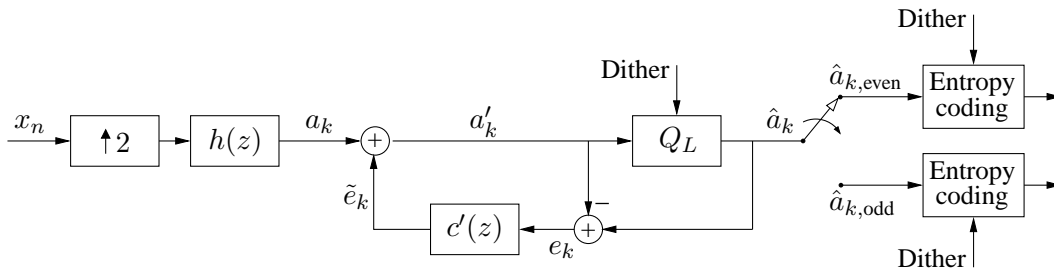 Dither
Dither
x_n
↑2
h(z)
a_k
+
a'_k
Q_L
â_k
â_{k,even}
Entropy
coding
ẽ_k
c'(z)
e_k
+
−
â_{k,odd}
Entropy
coding
Dither